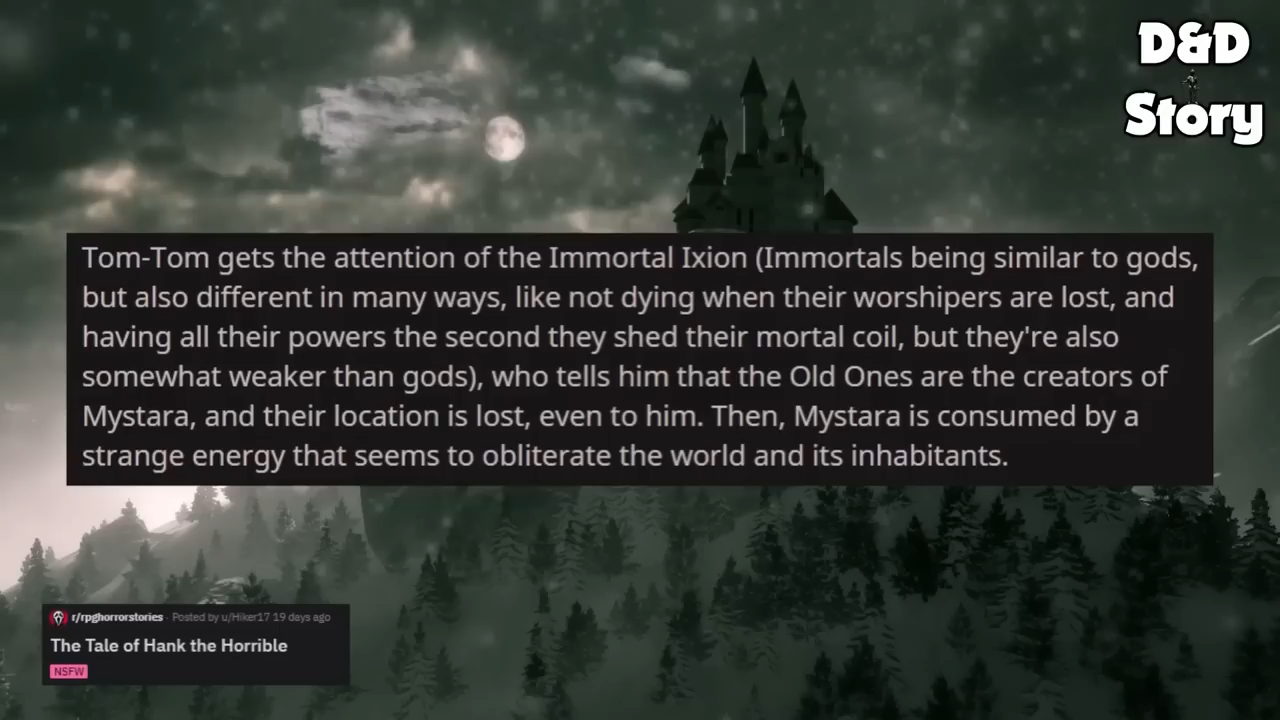 D&D
Story
Tom-Tom gets the attention of the Immortal Ixion (Immortals being similar to gods,
but also different in many ways, like not dying when their worshipers are lost, and
having all their powers the second they shed their mortal coil, but they're also
somewhat weaker than gods), who tells him that the Old Ones are the creators of
Mystara, and their location is lost, even to him. Then, Mystara is consumed by a
strange energy that seems to obliterate the world and its inhabitants.
r/rpghorrorstories · Posted by u/Hiker17 19 days ago
The Tale of Hank the Horrible
NSFW